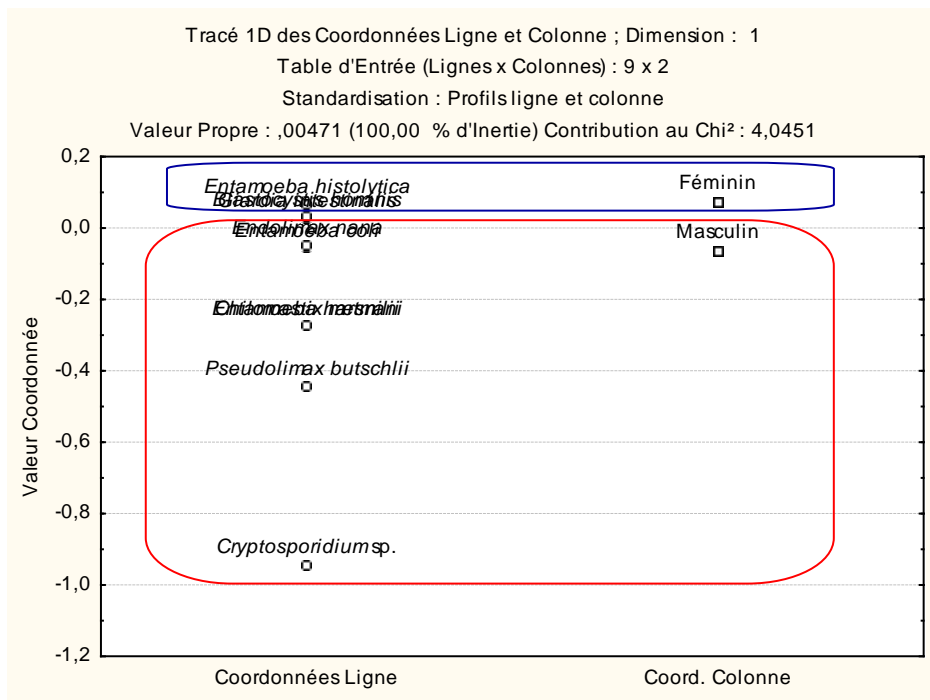 Tracé 1D des Coordonnées Ligne et Colonne ; Dimension : 1
Table d'Entrée (Lignes x Colonnes) : 9 x 2
Standardisation : Profils ligne et colonne
Valeur Propre : ,00471 (100,00 % d'Inertie) Contribution au Chi² : 4,0451
0,2
Entamoeba histolytica
Féminin
0,0
Endolimax nana
Entamoeba coli
Masculin
-0,2
-0,4
Pseudolimax butschlii
-0,6
-0,8
Cryptosporidium sp.
-1,0
-1,2
Valeur Coordonnée
Coordonnées Ligne
Coord. Colonne